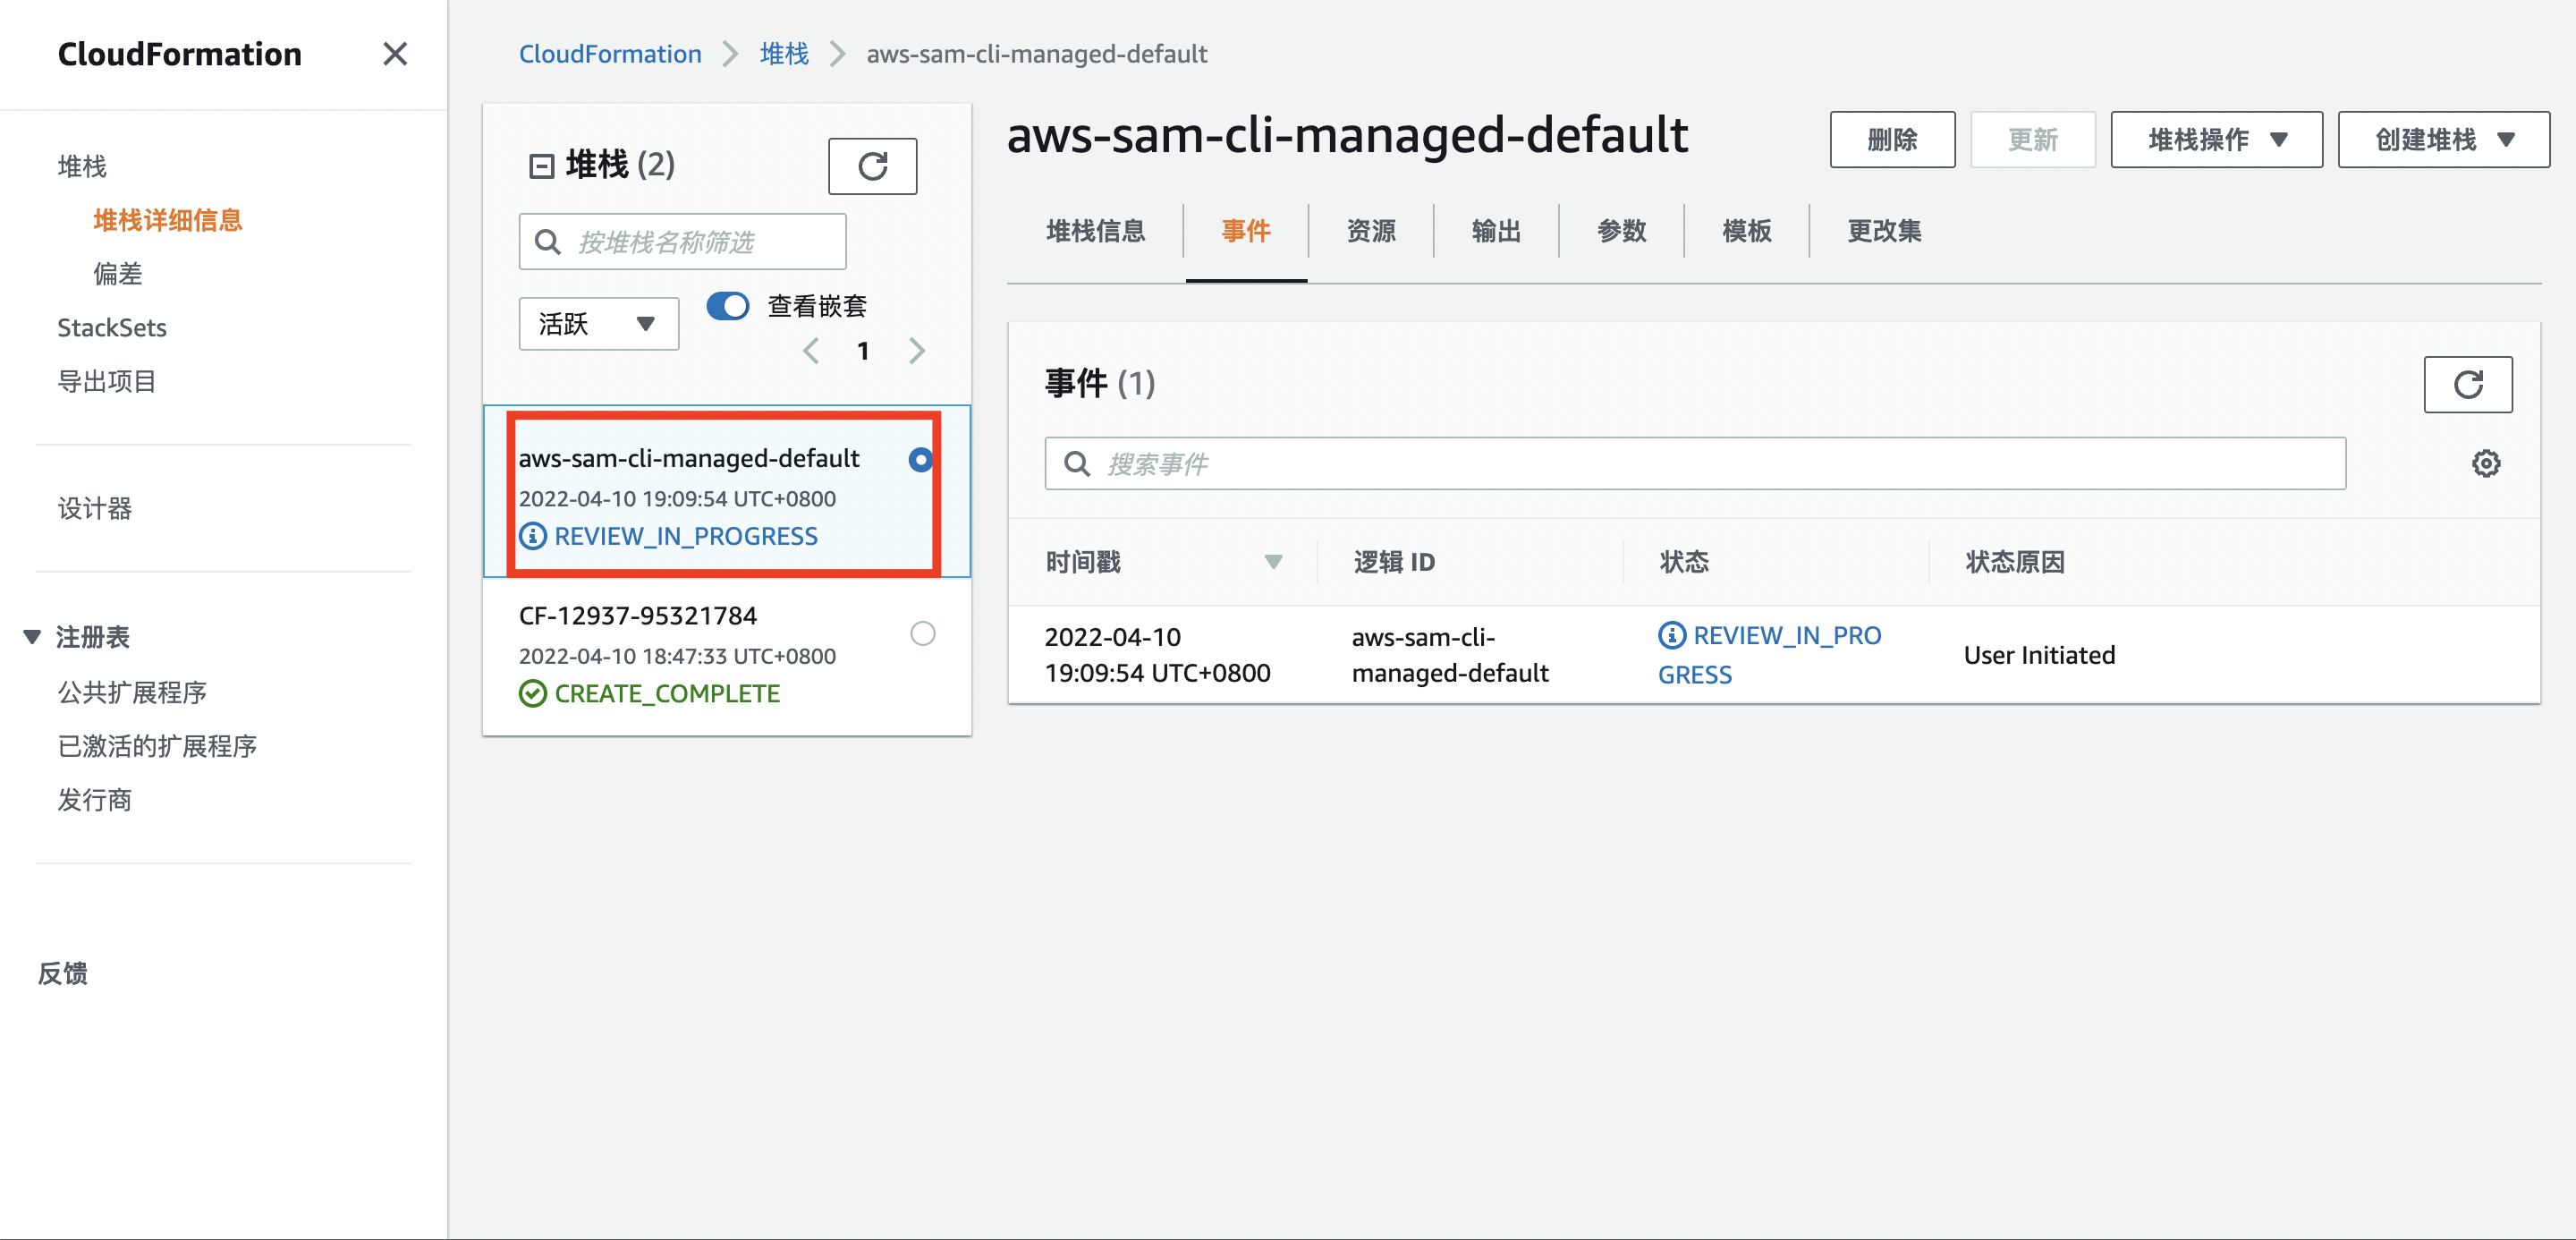 CloudFormation
堆栈
堆栈详细信息
偏差
StackSets
导出项目
设计器
注册表
公共扩展程序
已激活的扩展程序
发行商
反馈
CloudFormation
堆栈
aws-sam-cli-managed-default
堆栈 (2)
按堆栈名称筛选
活跃
查看嵌套
1
aws-sam-cli-managed-default
2022-04-10 19:09:54 UTC+0800
REVIEW_IN_PROGRESS
CF-12937-95321784
2022-04-10 18:47:33 UTC+0800
CREATE_COMPLETE
aws-sam-cli-managed-default
删除
更新
堆栈操作
创建堆栈
堆栈信息
事件
资源
输出
参数
模板
更改集
事件 (1)
搜索事件
时间戳
逻辑 ID
状态
状态原因
2022-04-10
19:09:54 UTC+0800
aws-sam-cli-
managed-default
REVIEW_IN_PRO
GRESS
User Initiated